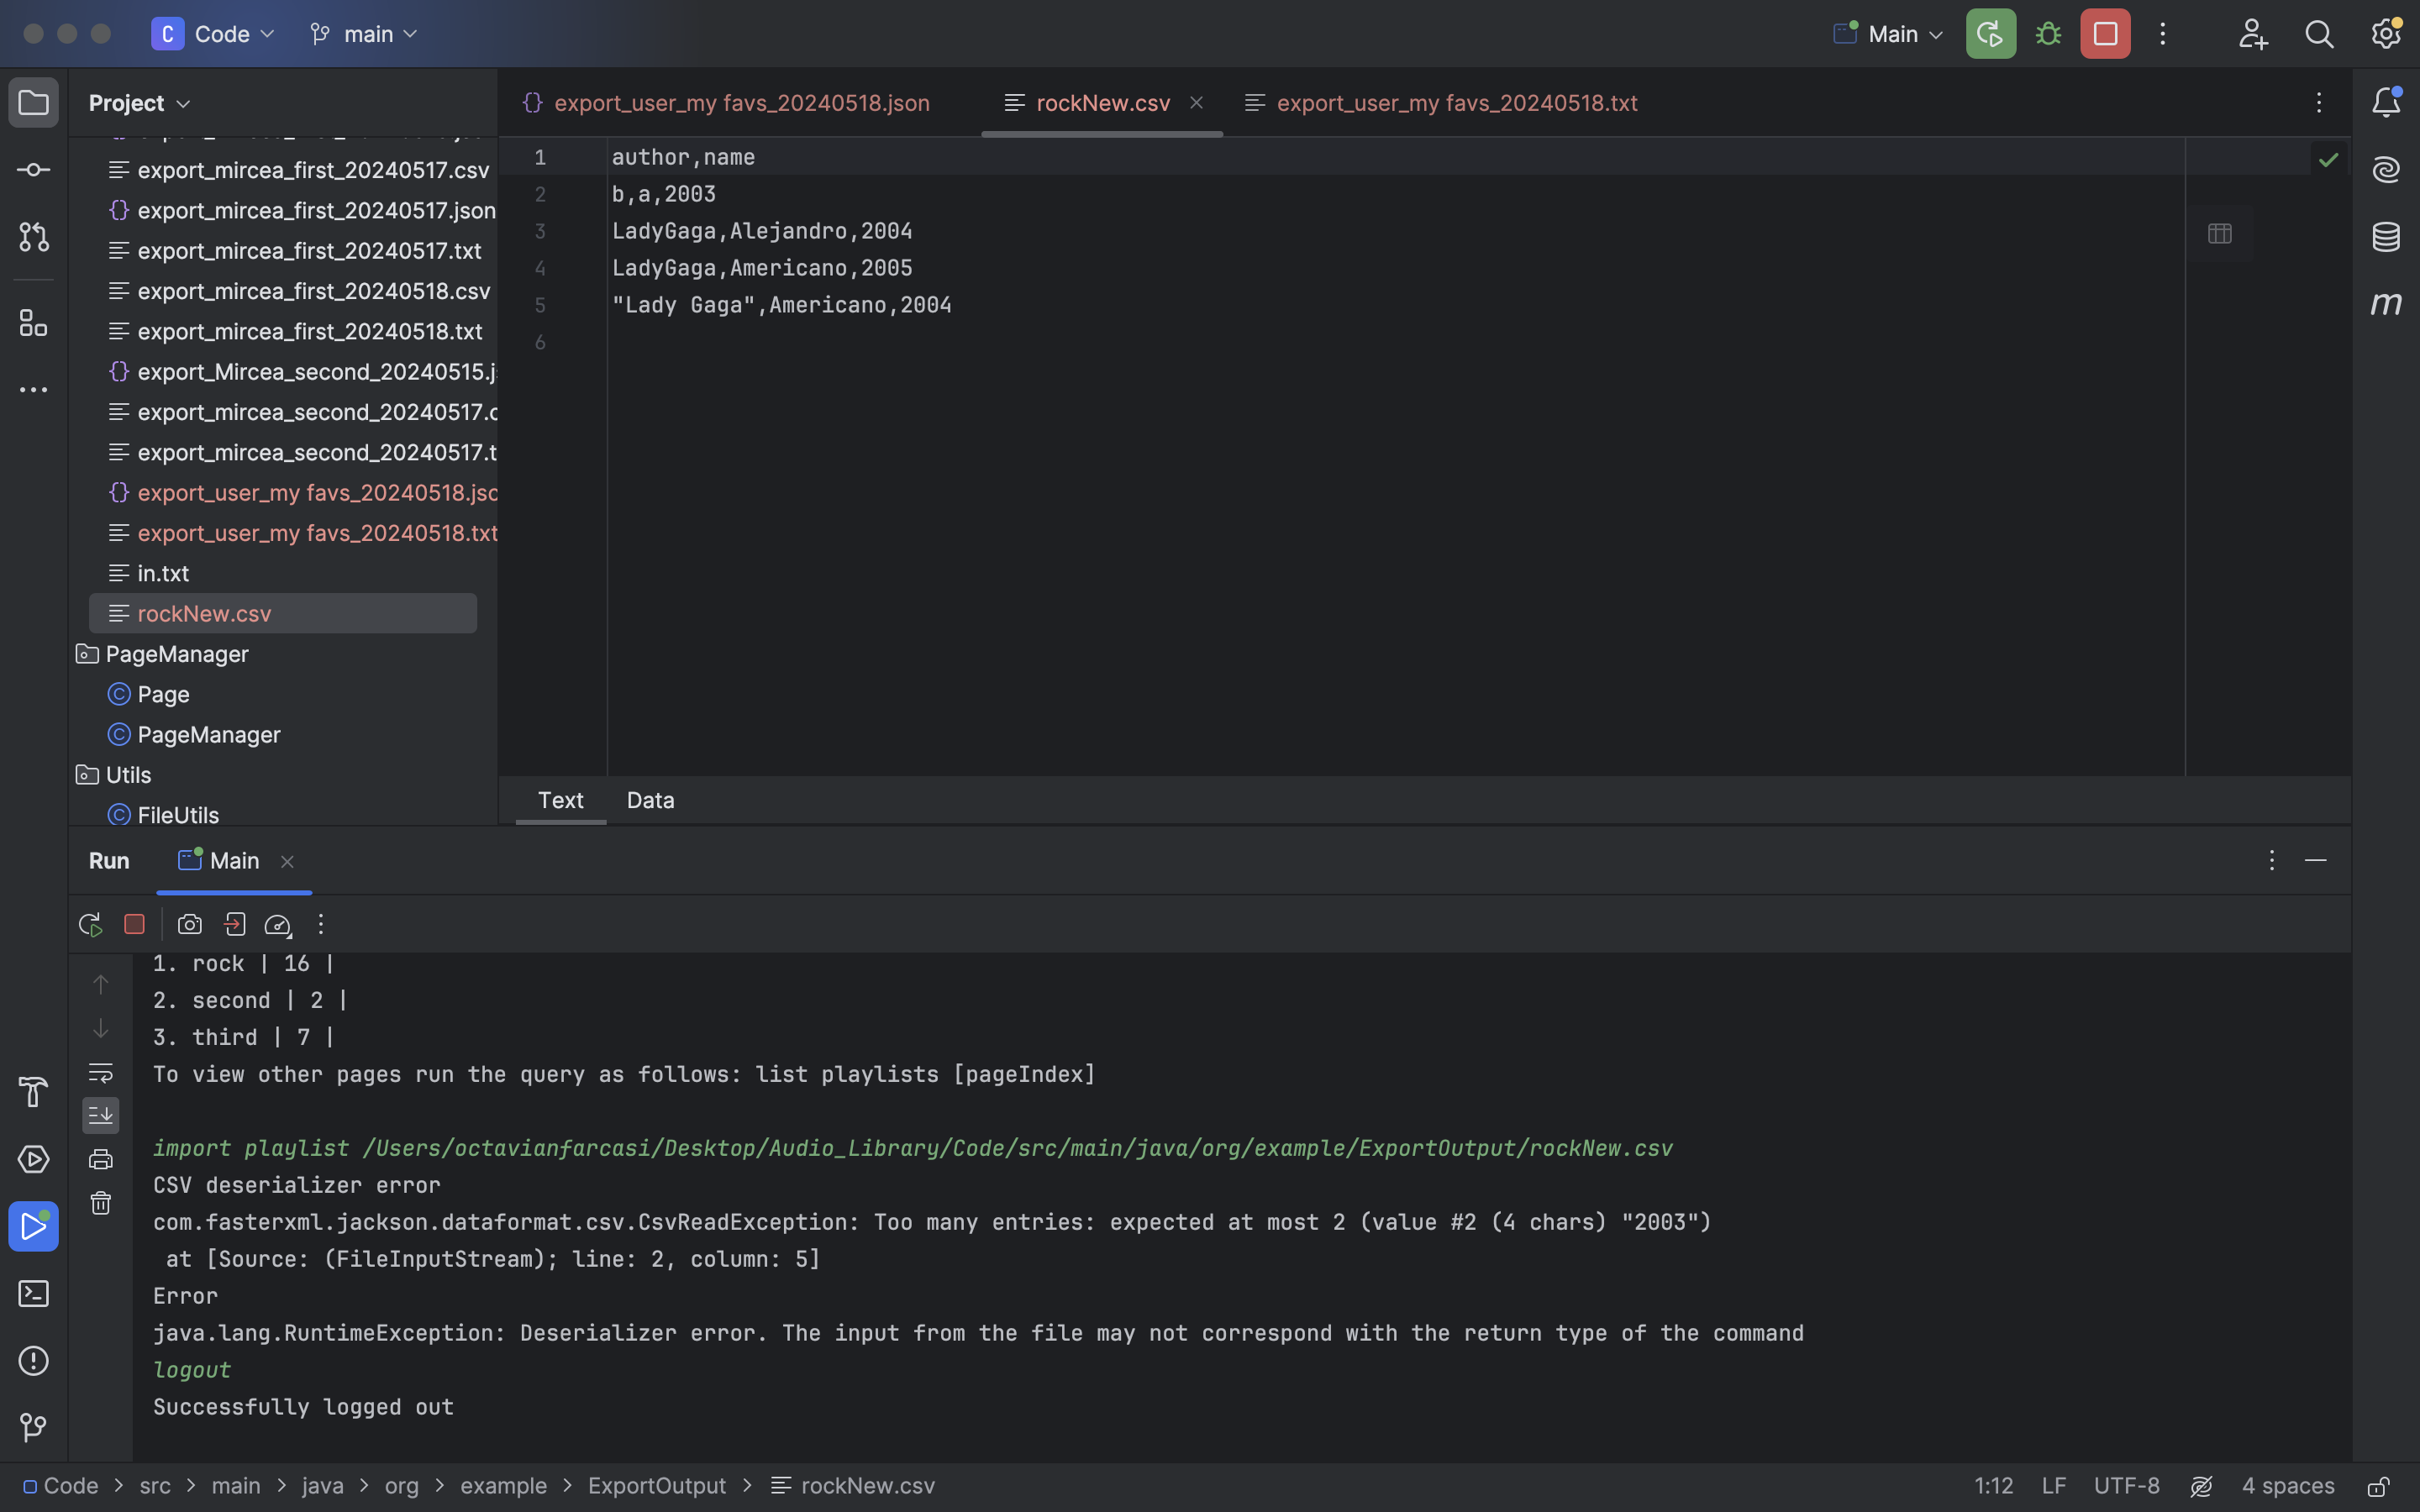 C Code main Main
Project
export_user_my favs_20240518.json rockNew.csv export_user_my favs_20240518.txt
export_mircea_first_20240517.csv
export_mircea_first_20240517.json
export_mircea_first_20240517.txt
export_mircea_first_20240518.csv
export_mircea_first_20240518.txt
export_Mircea_second_20240515.j
export_mircea_second_20240517.c
export_mircea_second_20240517.t
export_user_my favs_20240518.jso
export_user_my favs_20240518.txt
in.txt
rockNew.csv
PageManager
C Page
C PageManager
Utils
C FileUtils
1 author,name
2 b,a,2003
3 LadyGaga,Alejandro,2004
4 LadyGaga,Americano,2005
5 "Lady Gaga",Americano,2004
6
m
Text Data
Run Main
1. rock | 16 |
2. second | 2 |
3. third | 7 |
To view other pages run the query as follows: list playlists [pageIndex]
import playlist /Users/octavianfarcasi/Desktop/Audio_Library/Code/src/main/java/org/example/ExportOutput/rockNew.csv
CSV deserializer error
com.fasterxml.jackson.dataformat.csv.CsvReadException: Too many entries: expected at most 2 (value #2 (4 chars) "2003")
at [Source: (FileInputStream); line: 2, column: 5]
Error
java.lang.RuntimeException: Deserializer error. The input from the file may not correspond with the return type of the command
logout
Successfully logged out
Code > src > main > java > org > example > ExportOutput > rockNew.csv 1:12 LF UTF-8 4 spaces